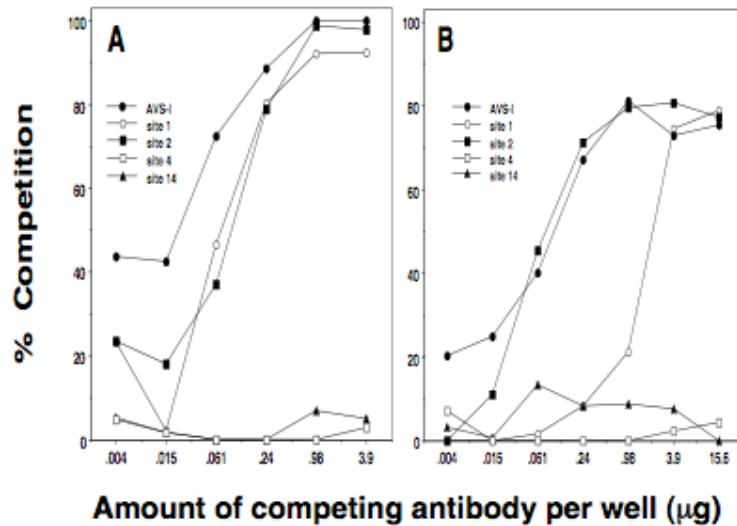 A
B
AVS-I
site 1
site 2
site 4
site 14
AVS-I
site 1
site 2
site 4
site 14
% Competition
100
80
60
40
20
0
100
80
60
40
20
0
.004 .015 .061 .24 .98 3.9
.004 .015 .061 .24 .98 3.9 15.6
Amount of competing antibody per well (μg)